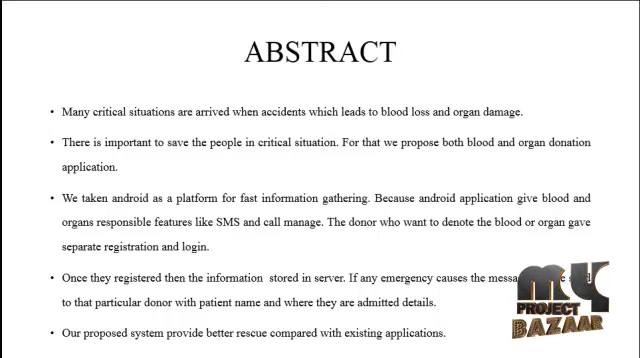 ABSTRACT
• Many critical situations are arrived when accidents which leads to blood loss and organ damage.
• There is important to save the people in critical situation. For that we propose both blood and organ donation
application.
• We taken android as a platform for fast information gathering. Because android application give blood and
organs responsible features like SMS and call manage. The donor who want to denote the blood or organ gave
separate registration and login.
• Once they registered then the information stored in server. If any emergency causes the
to that particular donor with patient name and where they are admitted details.
• Our proposed system provide better rescue compared with existing applications.
MY
PROJECT
BAZAAR